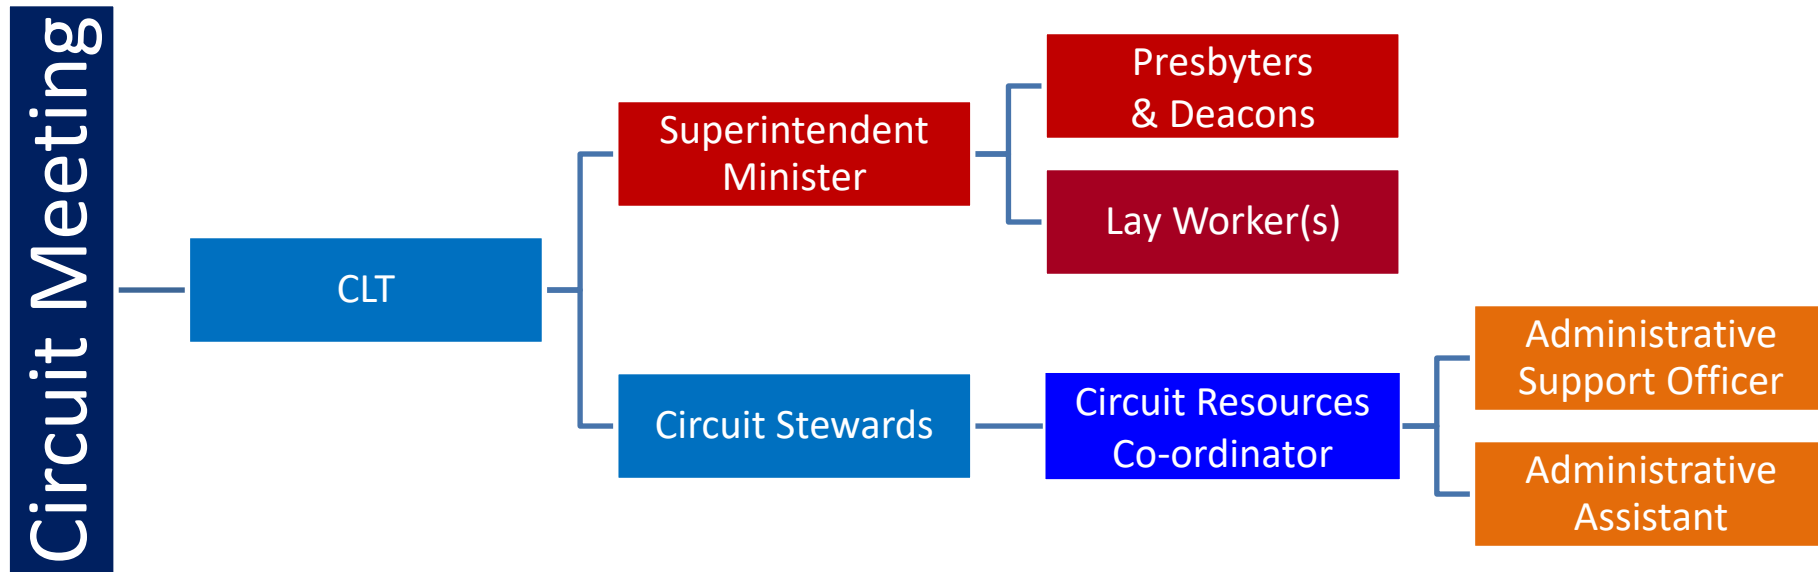 Circuit Meeting
CLT
Superintendent
Minister
Presbyters
& Deacons
Lay Worker(s)
Circuit Stewards
Circuit Resources
Co-ordinator
Administrative
Support Officer
Administrative
Assistant